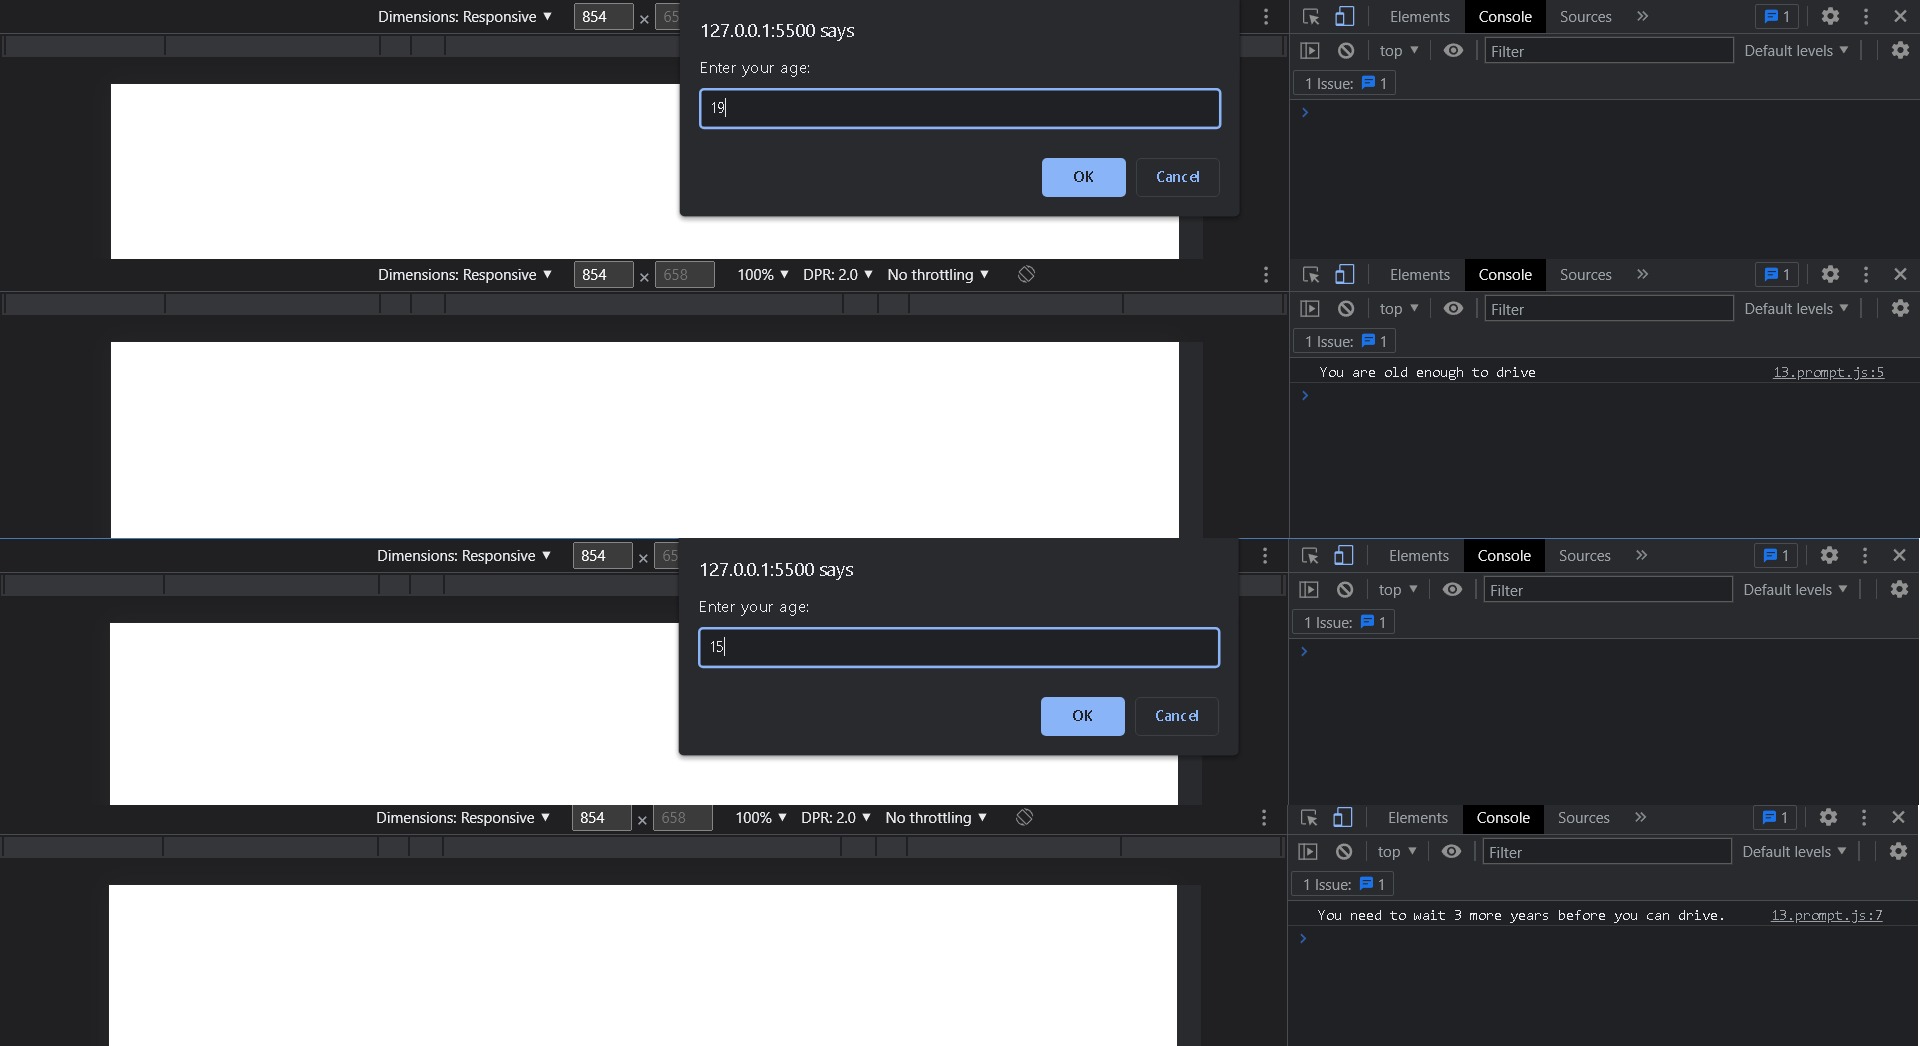 Dimensions: Responsive ▼ 854 × 65
127.0.0.1:5500 says
Enter your age:
19
OK Cancel
Elements Console Sources » 1
top ▼ Filter Default levels ▼
1 Issue: 1
>
Dimensions: Responsive ▼ 854 × 658 100% ▼ DPR: 2.0 ▼ No throttling ▼
Elements Console Sources » 1
top ▼ Filter Default levels ▼
1 Issue: 1
You are old enough to drive 13.prompt.js:5
>
Dimensions: Responsive ▼ 854 × 65
127.0.0.1:5500 says
Enter your age:
15
OK Cancel
Elements Console Sources » 1
top ▼ Filter Default levels ▼
1 Issue: 1
>
Dimensions: Responsive ▼ 854 × 658 100% ▼ DPR: 2.0 ▼ No throttling ▼
Elements Console Sources » 1
top ▼ Filter Default levels ▼
1 Issue: 1
You need to wait 3 more years before you can drive. 13.prompt.js:7
>